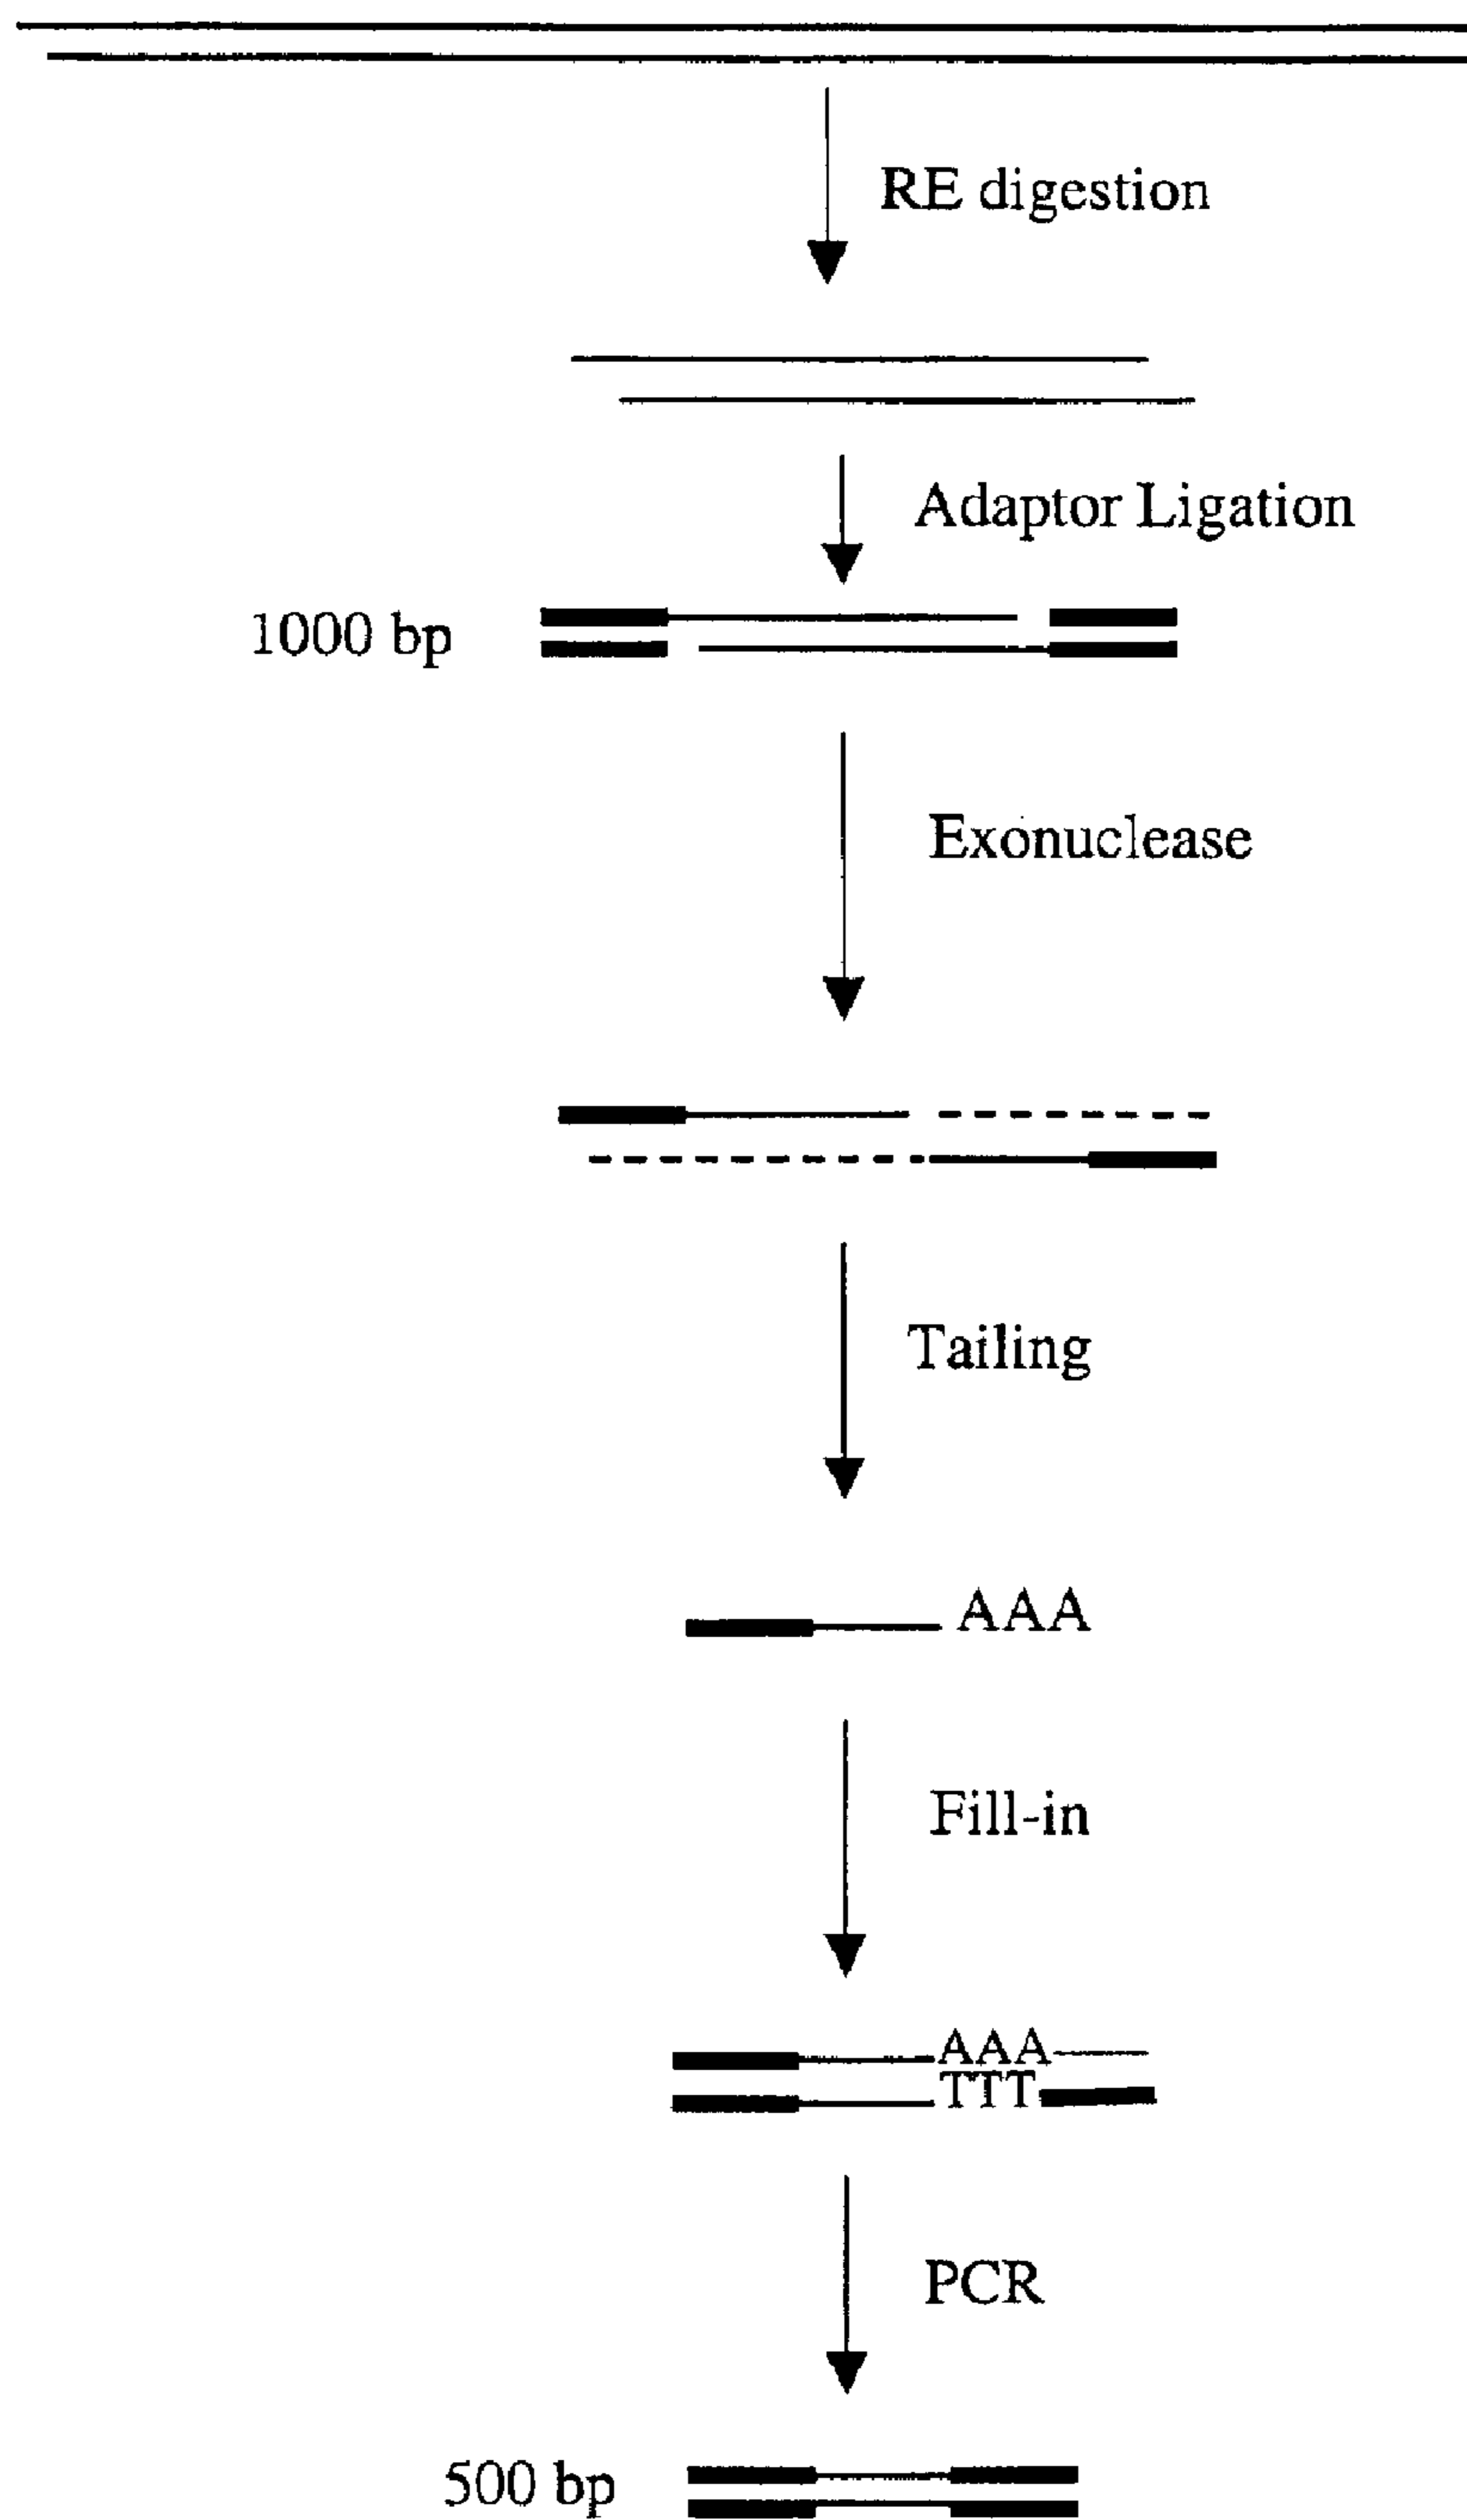 RE digestion
Adaptor Ligation
1000 bp
Exonuclease
Tailing
AAA
Fill-in
AAA
TTT
PCR
500 bp